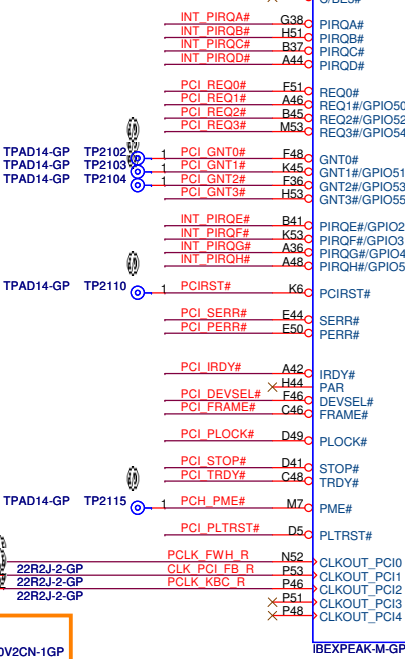 INT_PIRQA# G38 PIRQA#
INT_PIRQB# H51 PIRQB#
INT_PIRQC# B37 PIRQC#
INT_PIRQD# A44 PIRQD#
PCI_REQ0# F51 REQ0#
PCI_REQ1# A46 REQ1#/GPIO50
PCI_REQ2# B45 REQ2#/GPIO52
PCI_REQ3# M53 REQ3#/GPIO54
TPAD14-GP TP2102 1 PCI_GNT0# F48 GNT0#
TPAD14-GP TP2103 1 PCI_GNT1# K45 GNT1#/GPIO51
TPAD14-GP TP2104 1 PCI_GNT2# F36 GNT2#/GPIO53
PCI_GNT3# H53 GNT3#/GPIO55
INT_PIRQE# B41 PIRQE#/GPIO2
INT_PIRQF# K53 PIRQF#/GPIO3
INT_PIRQG# A36 PIRQG#/GPIO4
INT_PIRQH# A48 PIRQH#/GPIO5
TPAD14-GP TP2110 1 PCIRST# K6 PCIRST#
PCI_SERR# E44 SERR#
PCI_PERR# E50 PERR#
PCI_IRDY# A42 IRDY#
H44 PAR
PCI_DEVSEL# F46 DEVSEL#
PCI_FRAME# C46 FRAME#
PCI_PLOCK# D49 PLOCK#
PCI_STOP# D41 STOP#
PCI_TRDY# C48 TRDY#
TPAD14-GP TP2115 1 PCH_PME# M7 PME#
PCI_PLTRST# D5 PLTRST#
PCLK_FWH_R N52 CLKOUT_PCI0
22R2J-2-GP CLK_PCI_FB_R P53 CLKOUT_PCI1
22R2J-2-GP PCLK_KBC_R P46 CLKOUT_PCI2
22R2J-2-GP P51 CLKOUT_PCI3
P48 CLKOUT_PCI4
0V2CN-1GP IBEXPEAK-M-GP